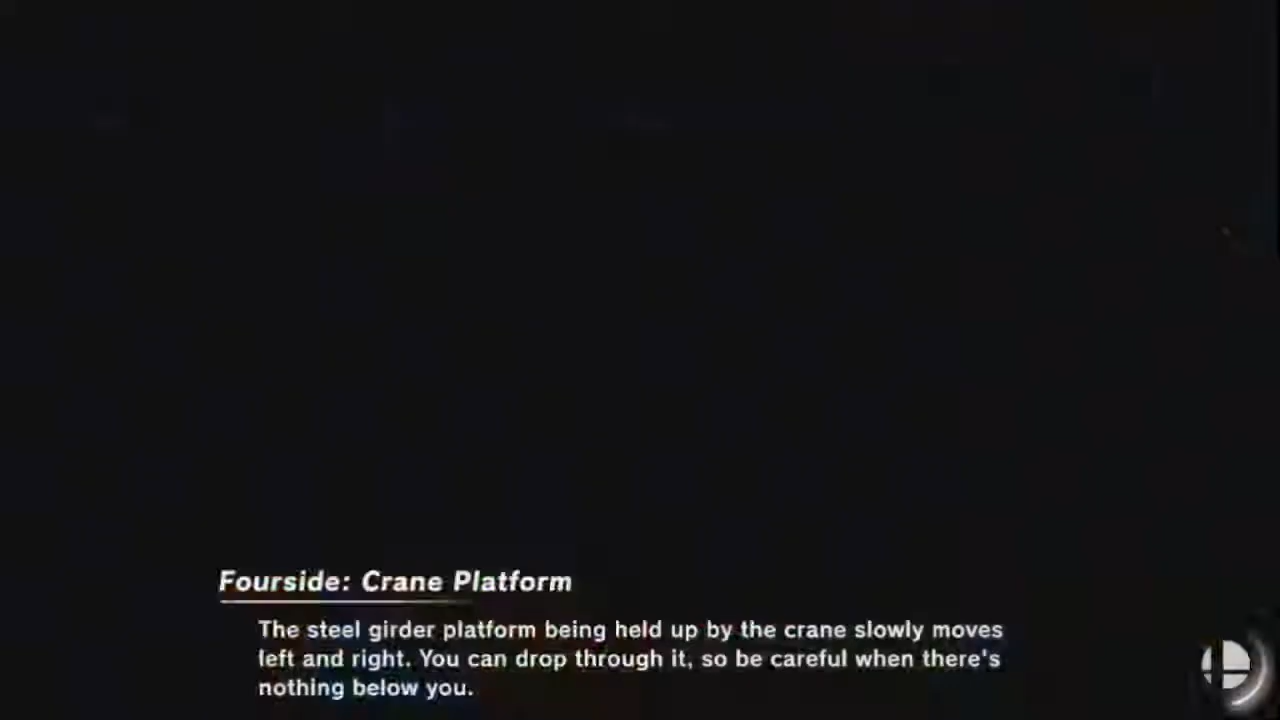 Fourside: Crane Platform
The steel girder platform being held up by the crane slowly moves
left and right. You can drop through it, so be careful when there's
nothing below you.